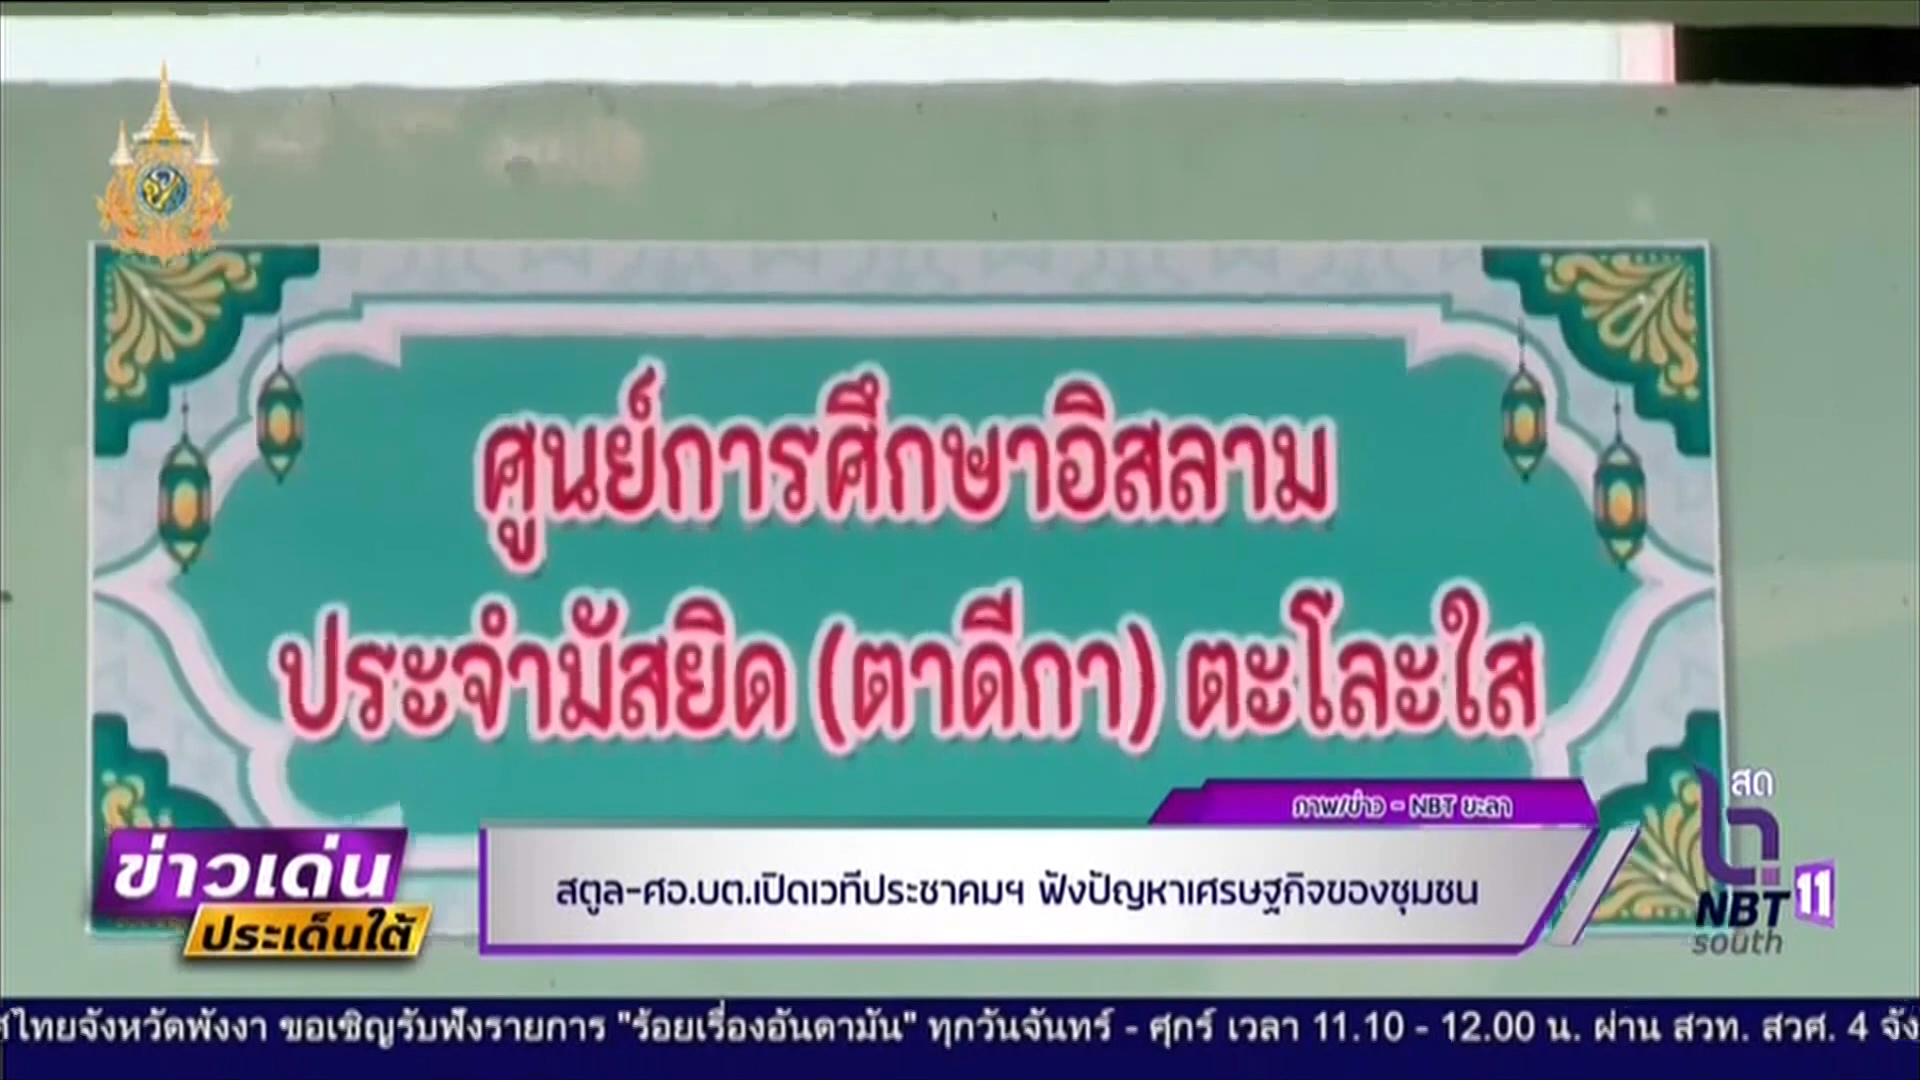 ศูนย์การศึกษาอิสลาม
ประจำมัสยิด (ตาดีกา) ตะโละใส
สด
ภาพ/ข่าว - NBT ยะลา
ข่าวเด่น
ประเด็นใต้
สตูล-ศอ.บต.เปิดเวทีประชาคมฯ ฟังปัญหาเศรษฐกิจของชุมชน
NBT 11
south
ศไทยจังหวัดพังงา ขอเชิญรับฟังรายการ "ร้อยเรื่องอันดามัน" ทุกวันจันทร์ - ศุกร์ เวลา 11.10 - 12.00 น. ผ่าน สวท. สวศ. 4 จัง